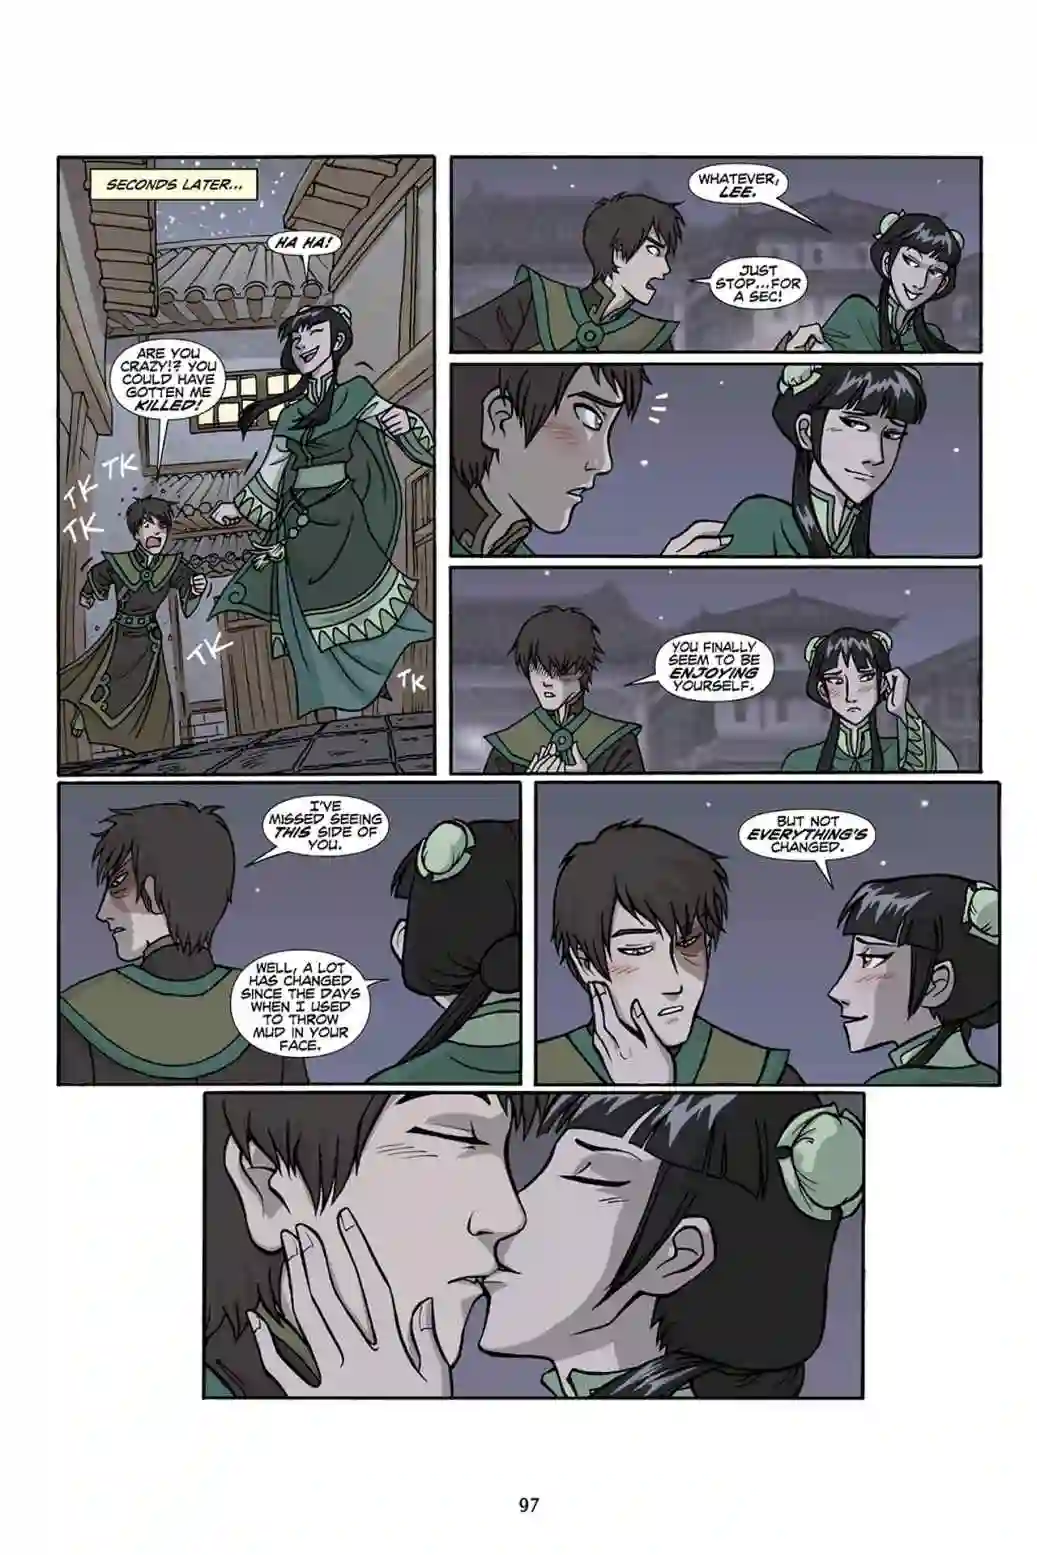 SECONDS LATER...
HA HA!
ARE YOU
CRAZY!? YOU
COULD HAVE
GOTTEN ME
KILLED!
TK
TK
TK
TK
TK
WHATEVER,
LEE.
JUST
STOP...FOR
A SEC!
YOU FINALLY
SEEM TO BE
ENJOYING
YOURSELF.
I'VE
MISSED SEEING
THIS SIDE OF
YOU.
WELL, A LOT
HAS CHANGED
SINCE THE DAYS
WHEN I USED
TO THROW
MUD IN YOUR
FACE.
BUT NOT
EVERYTHING'S
CHANGED.
97